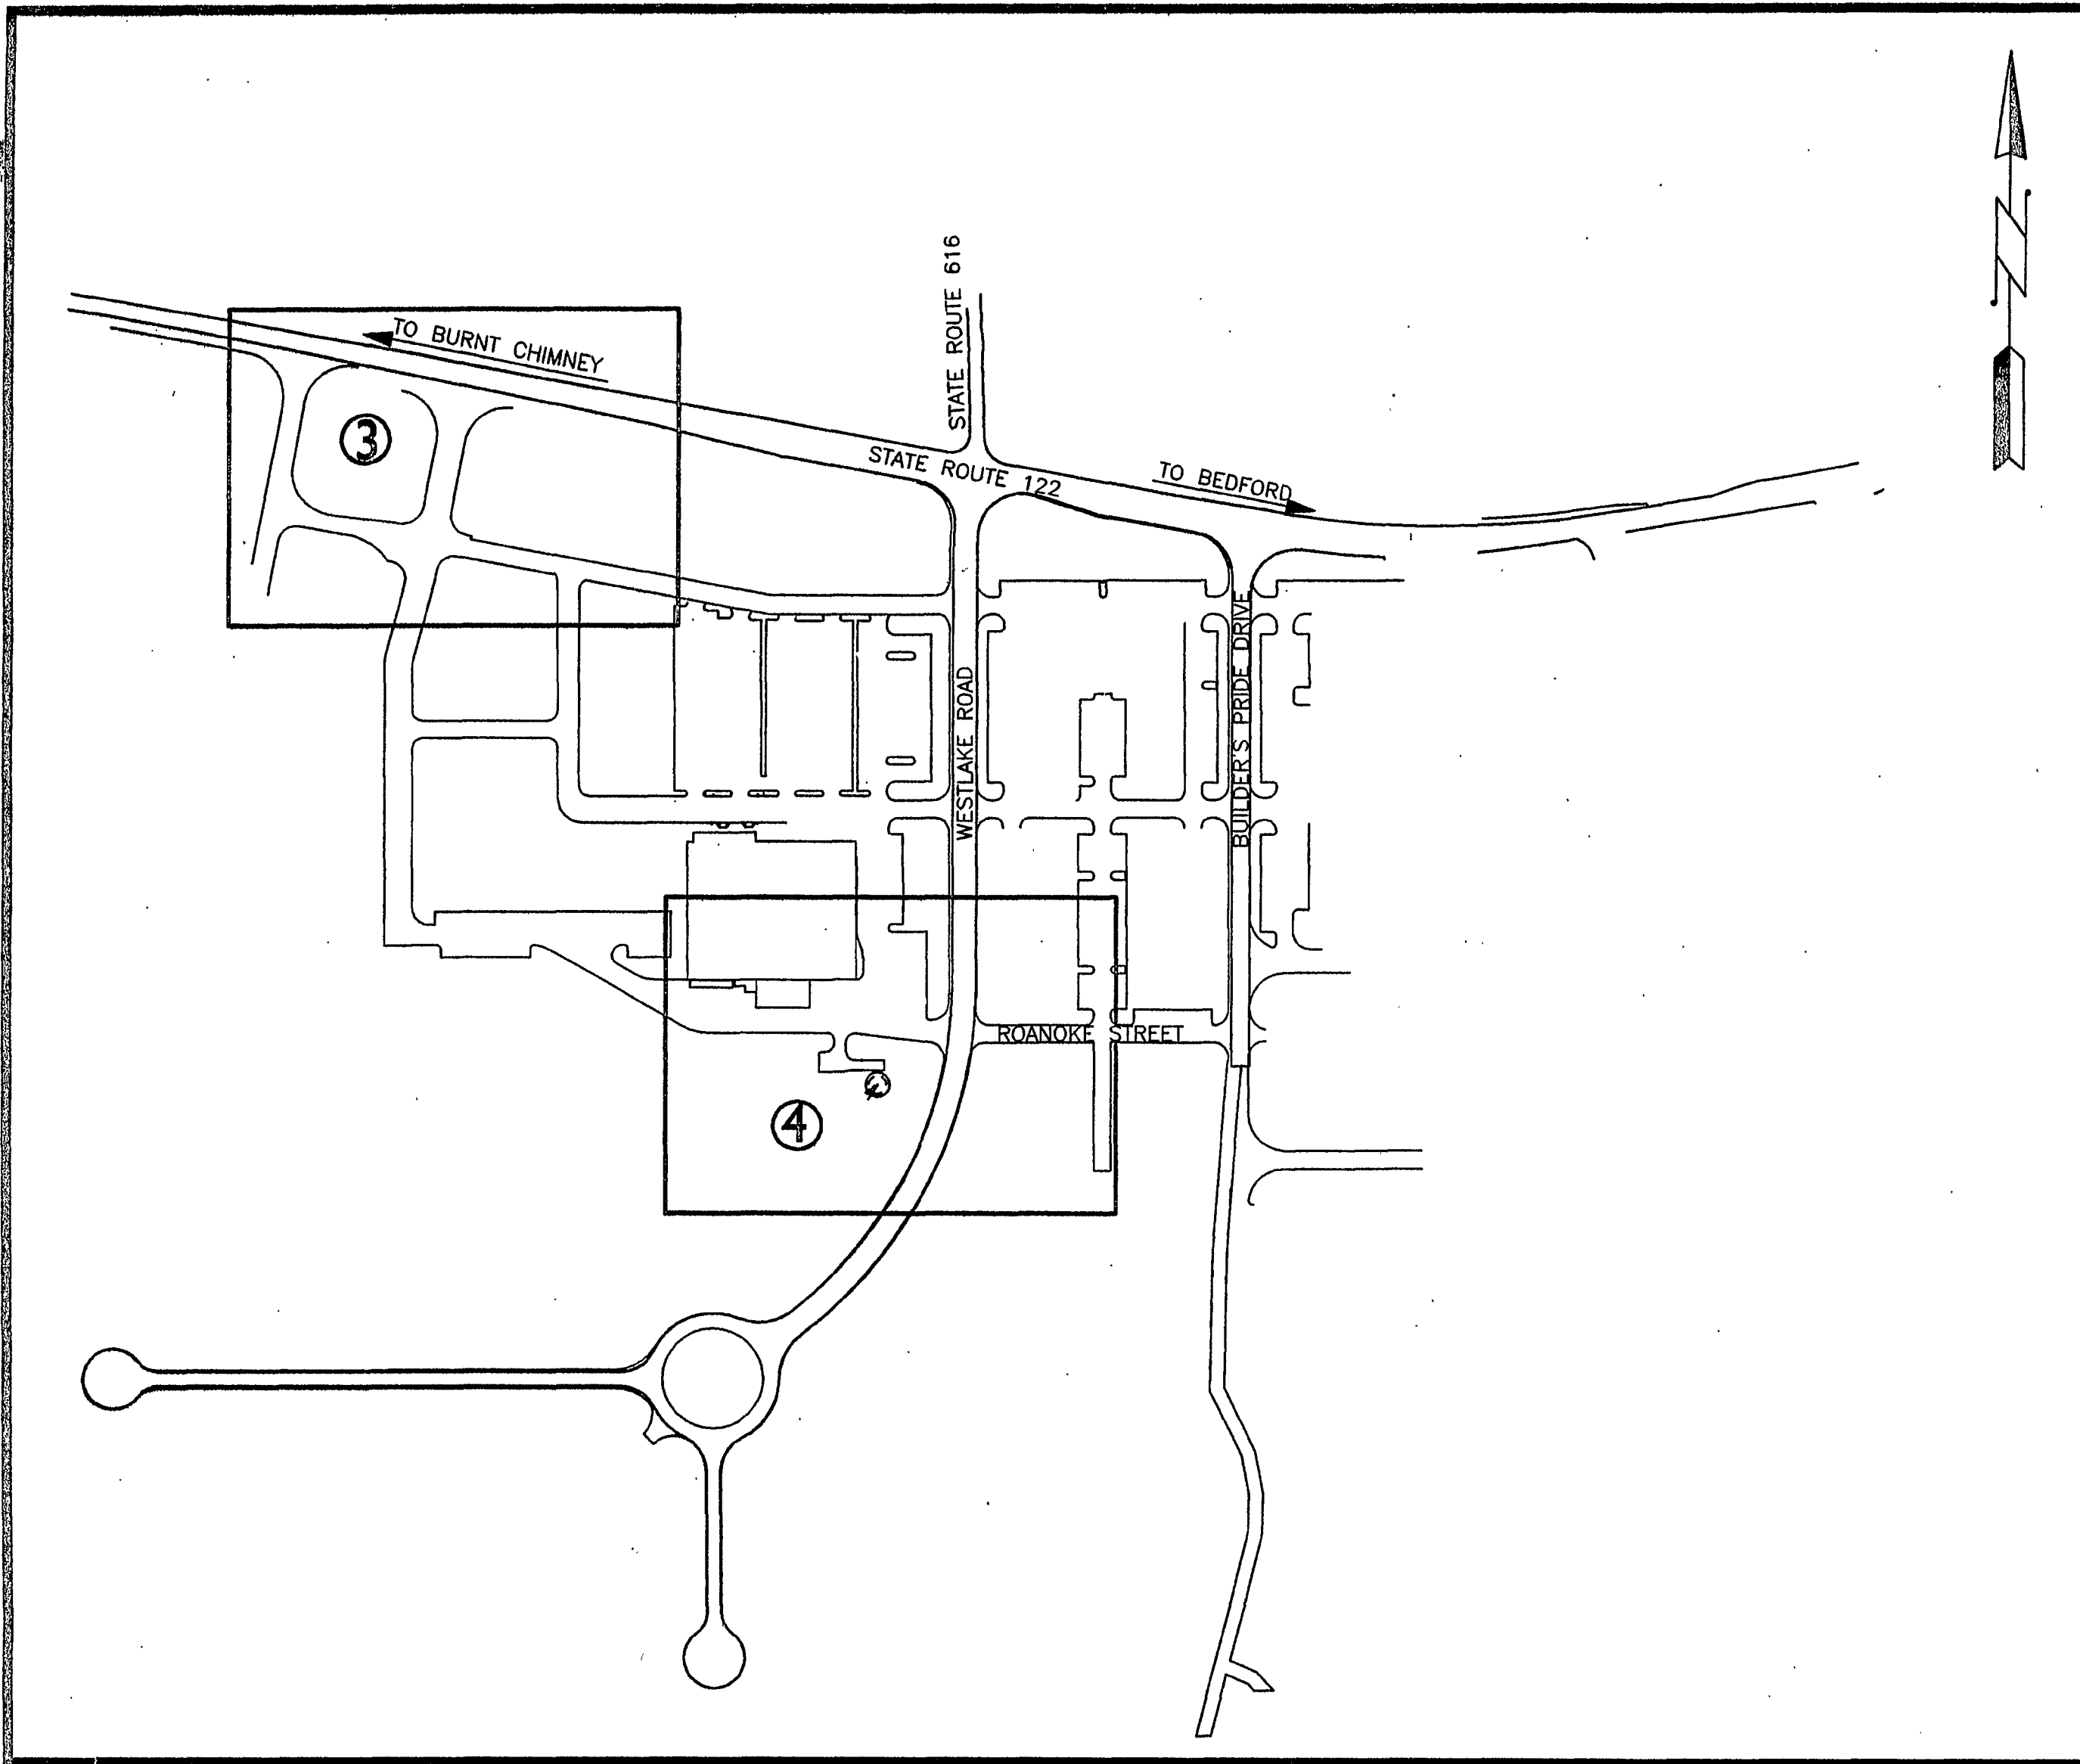 STATE ROUTE 616
TO BURNT CHIMNEY
3
STATE ROUTE 122
TO BEDFORD
N
WESTLAKE ROAD
BUILDER'S PRIDE DRIVE
ROANOKE STREET
4